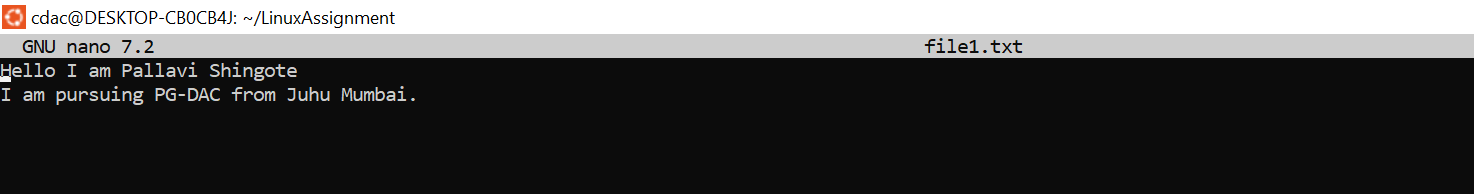 cdac@DESKTOP-CB0CB4J: ~/LinuxAssignment
GNU nano 7.2 file1.txt
Hello I am Pallavi Shingote
I am pursuing PG-DAC from Juhu Mumbai.